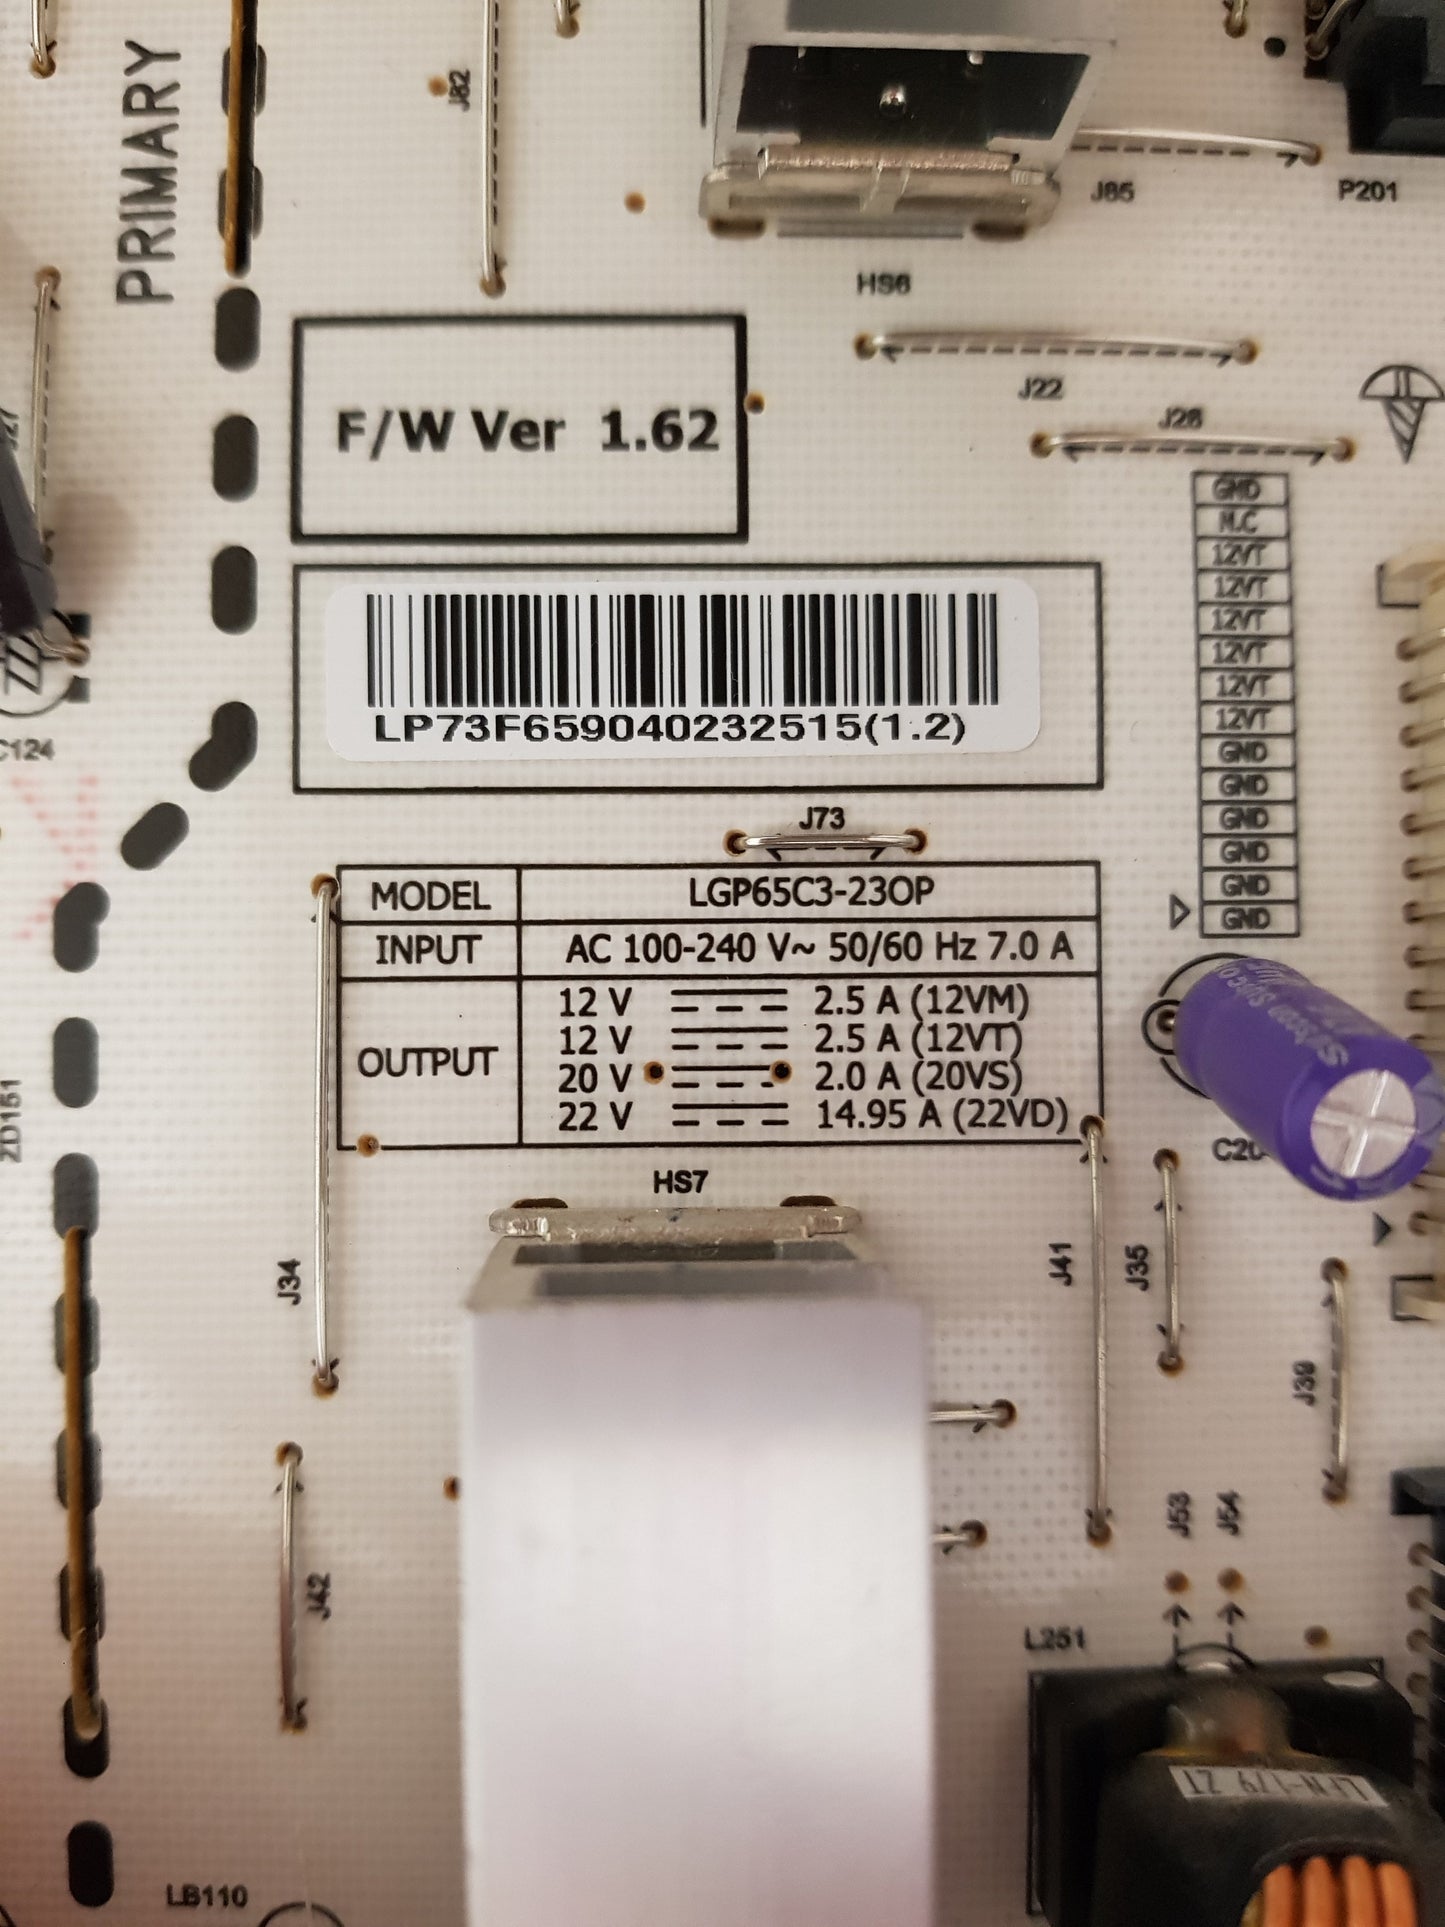 PRIMARY
J82
J85
P201
HS6
J22
J26
F/W Ver 1.62
GND
N.C
12VT
12VT
12VT
12VT
12VT
12VT
GND
GND
GND
GND
GND
GND
LP73F659040232515(1.2)
C124
J73
MODEL LGP65C3-23OP
INPUT AC 100-240 V~ 50/60 Hz 7.0 A
OUTPUT
12 V 2.5 A (12VM)
12 V 2.5 A (12VT)
20 V 2.0 A (20VS)
22 V 14.95 A (22VD)
ZD151
HS7
J34
J41
J35
J39
J42
J53
J54
L251
LB110